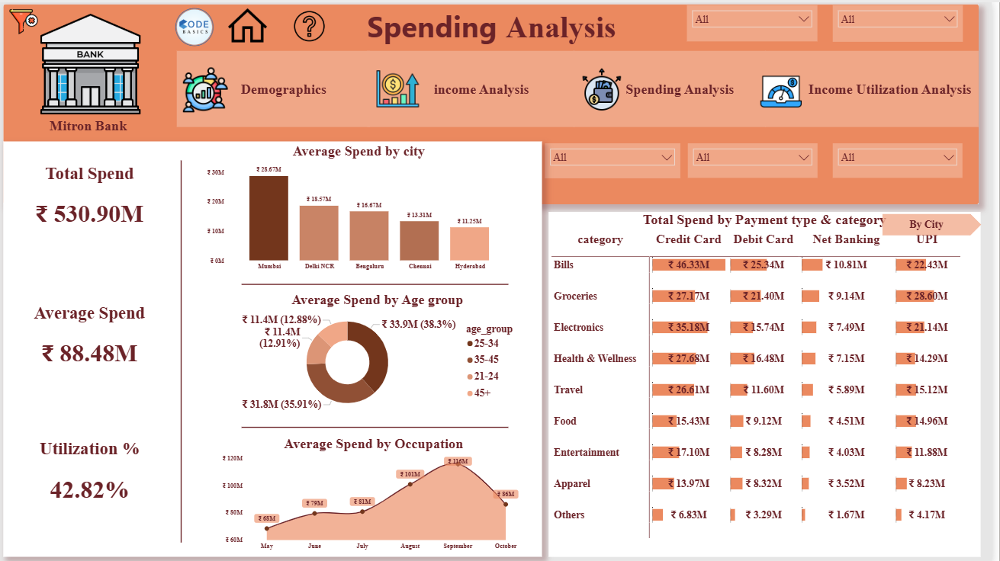 CODE
BASICS
?
Spending Analysis
All
All
BANK
Mitron Bank
Demographics
income Analysis
Spending Analysis
Income Utilization Analysis
All
All
All
Total Spend
₹ 530.90M
Average Spend
₹ 88.48M
Utilization %
42.82%
Average Spend by city
₹ 30M
₹ 20M
₹ 10M
₹ 0M
₹ 28.67M
₹ 18.57M
₹ 16.67M
₹ 13.31M
₹ 11.25M
Mumbai
Delhi NCR
Bengaluru
Chennai
Hyderabad
Average Spend by Age group
₹ 11.4M (12.88%)
₹ 11.4M
(12.91%)
₹ 33.9M (38.3%)
₹ 31.8M (35.91%)
age_group
25-34
35-45
21-24
45+
Average Spend by Occupation
₹ 120M
₹ 100M
₹ 80M
₹ 60M
₹ 68M
₹ 79M
₹ 81M
₹ 101M
₹ 116M
₹ 86M
May
June
July
August
September
October
Total Spend by Payment type & category
By City
category Credit Card Debit Card Net Banking UPI
Bills ₹ 46.33M ₹ 25.34M ₹ 10.81M ₹ 22.43M
Groceries ₹ 27.17M ₹ 21.40M ₹ 9.14M ₹ 28.60M
Electronics ₹ 35.18M ₹ 15.74M ₹ 7.49M ₹ 21.14M
Health & Wellness ₹ 27.68M ₹ 16.48M ₹ 7.15M ₹ 14.29M
Travel ₹ 26.61M ₹ 11.60M ₹ 5.89M ₹ 15.12M
Food ₹ 15.43M ₹ 9.12M ₹ 4.51M ₹ 14.96M
Entertainment ₹ 17.10M ₹ 8.28M ₹ 4.03M ₹ 11.88M
Apparel ₹ 13.97M ₹ 8.32M ₹ 3.52M ₹ 8.23M
Others ₹ 6.83M ₹ 3.29M ₹ 1.67M ₹ 4.17M